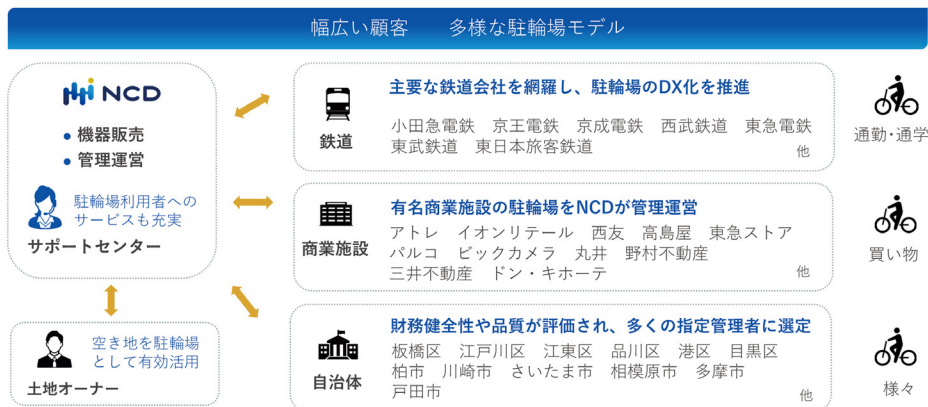 幅広い顧客　　多様な駐輪場モデル
NCD
● 機器販売
● 管理運営
駐輪場利用者への
サービスも充実
サポートセンター
空き地を駐輪場
として有効活用
土地オーナー
鉄道
主要な鉄道会社を網羅し、駐輪場のDX化を推進
小田急電鉄　京王電鉄　京成電鉄　西武鉄道　東急電鉄
東武鉄道　東日本旅客鉄道
他
通勤・通学
商業施設
有名商業施設の駐輪場をNCDが管理運営
アトレ　イオンリテール　西友　高島屋　東急ストア
パルコ　ビックカメラ　丸井　野村不動産
三井不動産　ドン・キホーテ
他
買い物
自治体
財務健全性や品質が評価され、多くの指定管理者に選定
板橋区　江戸川区　江東区　品川区　港区　目黒区
柏市　川崎市　さいたま市　相模原市　多摩市
戸田市
他
様々